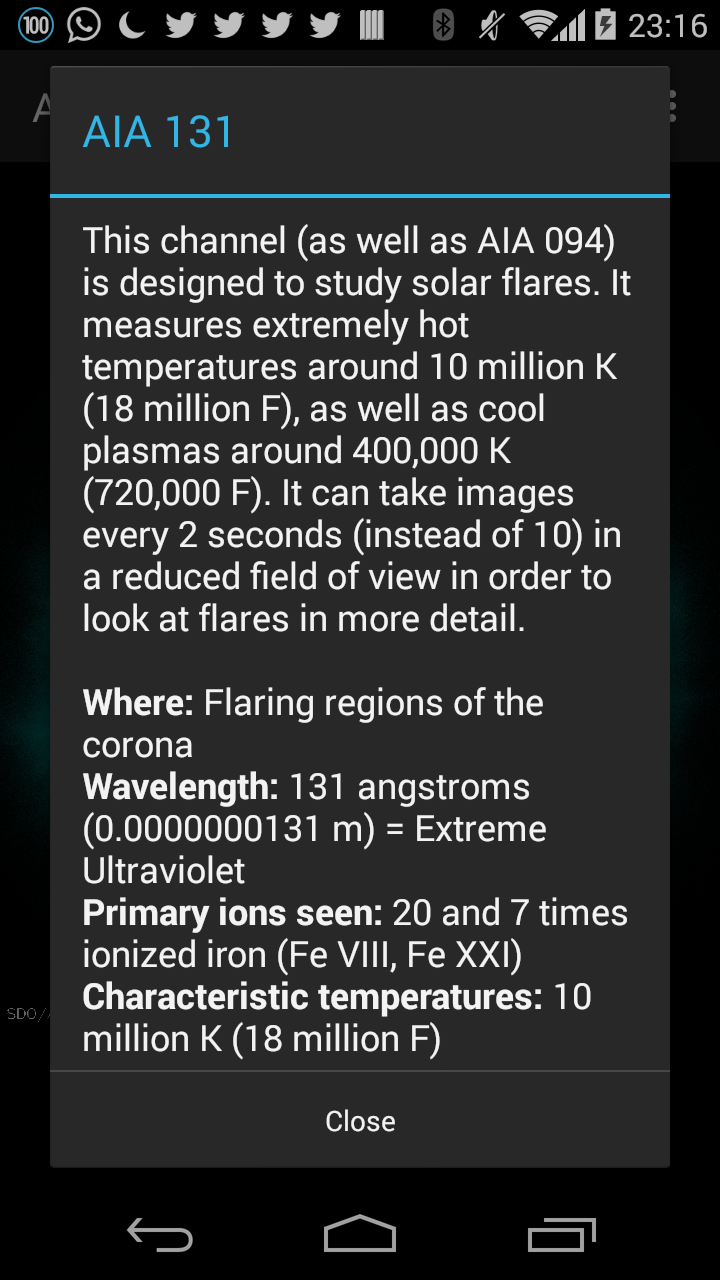 100
23:16
A
AIA 131
This channel (as well as AIA 094)
is designed to study solar flares. It
measures extremely hot
temperatures around 10 million K
(18 million F), as well as cool
plasmas around 400,000 K
(720,000 F). It can take images
every 2 seconds (instead of 10) in
a reduced field of view in order to
look at flares in more detail.
Where: Flaring regions of the
corona
Wavelength: 131 angstroms
(0.0000000131 m) = Extreme
Ultraviolet
Primary ions seen: 20 and 7 times
ionized iron (Fe VIII, Fe XXI)
Characteristic temperatures: 10
million K (18 million F)
SDO/
Close